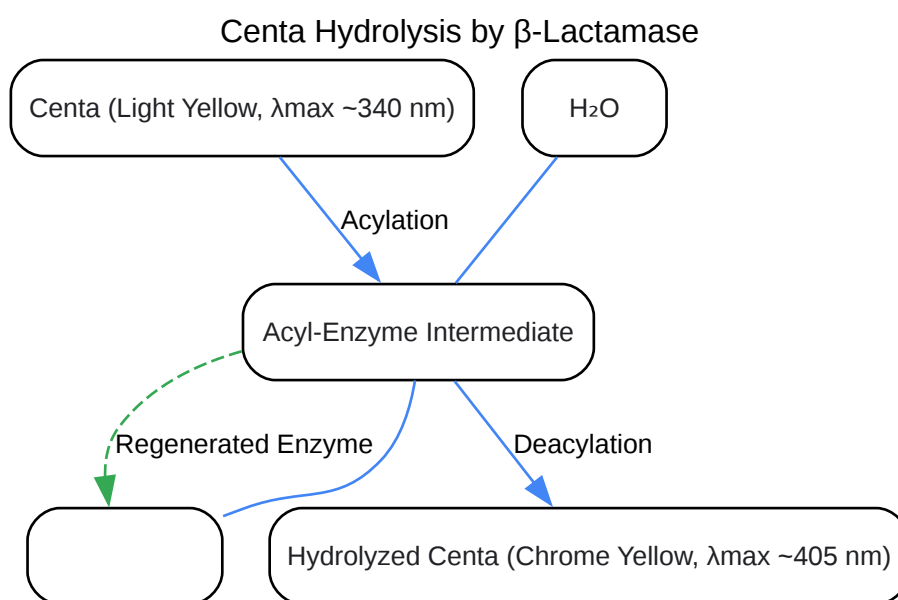 Centa Hydrolysis by β-Lactamase
Centa (Light Yellow, λmax ~340 nm)
H₂O
Acylation
Acyl-Enzyme Intermediate
Regenerated Enzyme
Deacylation
Hydrolyzed Centa (Chrome Yellow, λmax ~405 nm)